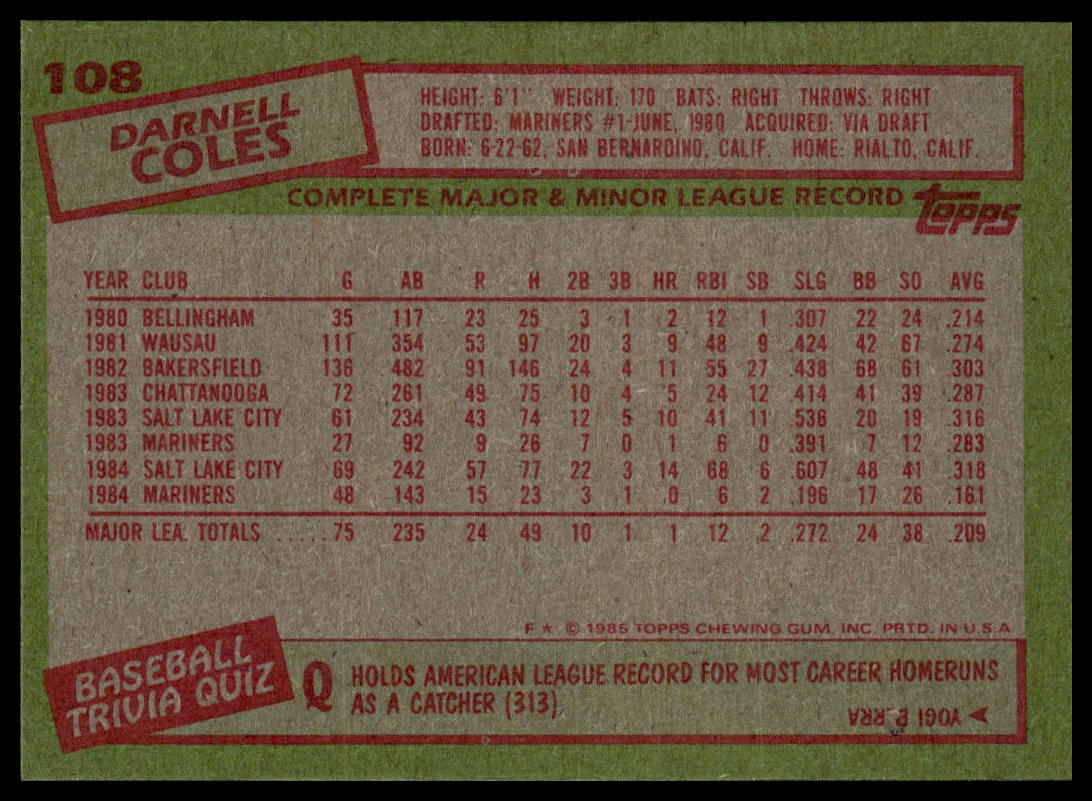 108
DARNELL
COLES
HEIGHT: 6'1" WEIGHT: 170 BATS: RIGHT THROWS: RIGHT
DRAFTED: MARINERS #1-JUNE, 1980 ACQUIRED: VIA DRAFT
BORN: 6-22-62, SAN BERNARDINO, CALIF. HOME: RIALTO, CALIF.
COMPLETE MAJOR & MINOR LEAGUE RECORD topps
YEAR CLUB G AB R H 2B 3B HR RBI SB SLG BB SO AVG
1980 BELLINGHAM 35 117 23 25 3 1 2 12 1 .307 22 24 .214
1981 WAUSAU 111 354 53 97 20 3 9 48 9 .424 42 67 .274
1982 BAKERSFIELD 136 482 91 146 24 4 11 55 27 .438 68 61 .303
1983 CHATTANOOGA 72 261 49 75 10 4 5 24 12 .414 41 39 .287
1983 SALT LAKE CITY 61 234 43 74 12 5 10 41 11 .538 20 19 .316
1983 MARINERS 27 92 9 26 7 0 1 6 0 .391 7 12 .283
1984 SALT LAKE CITY 69 242 57 77 22 3 14 68 6 .607 48 41 .318
1984 MARINERS 48 143 15 23 3 1 0 6 2 .196 17 26 .161
MAJOR LEA. TOTALS .....75 235 24 49 10 1 1 12 2 .272 24 38 .209
F ★ © 1985 TOPPS CHEWING GUM, INC. PRTD. IN U.S.A
BASEBALL
TRIVIA QUIZ
Q HOLDS AMERICAN LEAGUE RECORD FOR MOST CAREER HOMERUNS
AS A CATCHER (313)
A YOGI BERRA